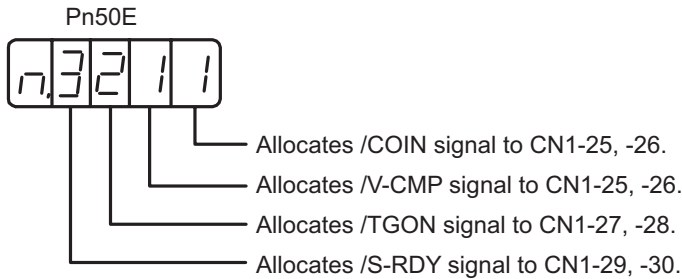 Pn50E
n.3211
Allocates /COIN signal to CN1-25, -26.
Allocates /V-CMP signal to CN1-25, -26.
Allocates /TGON signal to CN1-27, -28.
Allocates /S-RDY signal to CN1-29, -30.